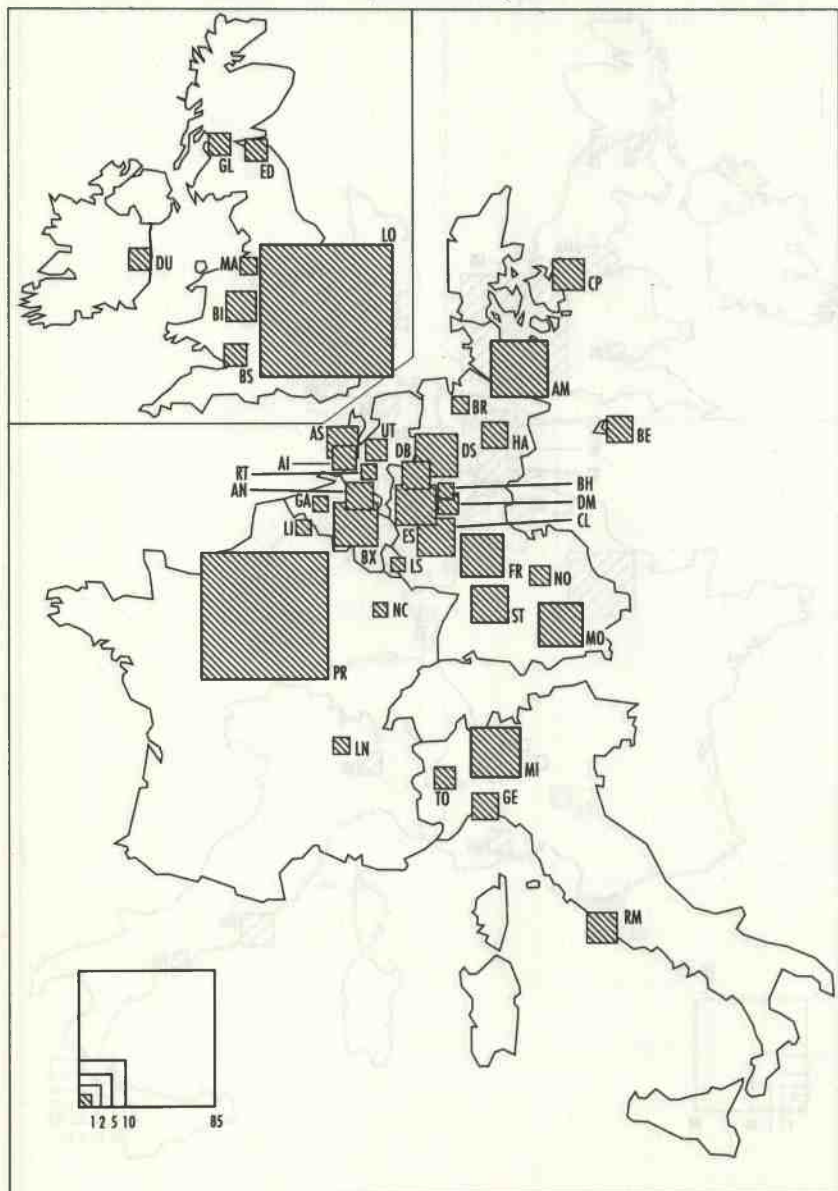 GL
ED
LO
DU
MA
CP
BI
BS
AM
BR
AS
UT
DB
DS
HA
BE
AI
RT
AN
BH
DM
GA
CL
LI
ES
BX
LS
FR
NO
NC
ST
MO
PR
LN
MI
TO
GE
RM
1 2 5 10 85